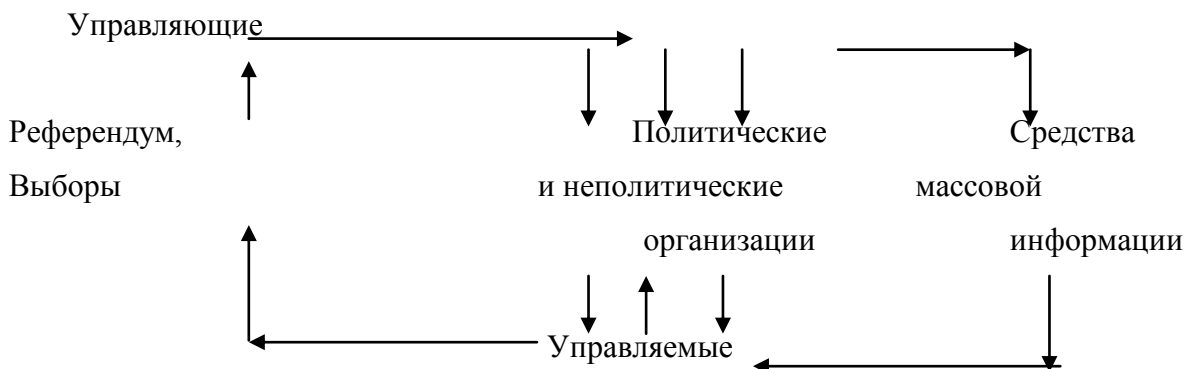 Управляющие
Референдум, Политические Средства
Выборы и неполитические массовой
организации информации
Управляемые